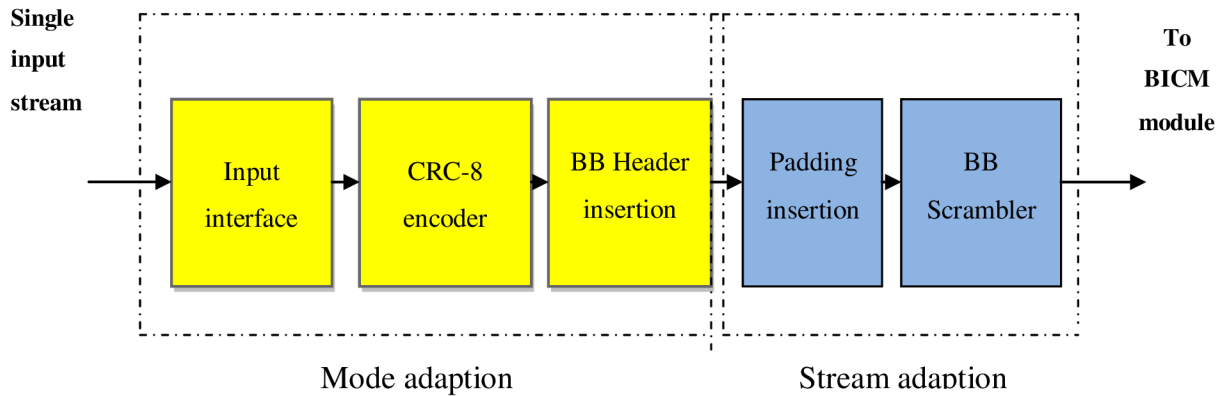 Single
input
stream
Input
interface
CRC-8
encoder
BB Header
insertion
Padding
insertion
BB
Scrambler
To
BICM
module
Mode adaption
Stream adaption